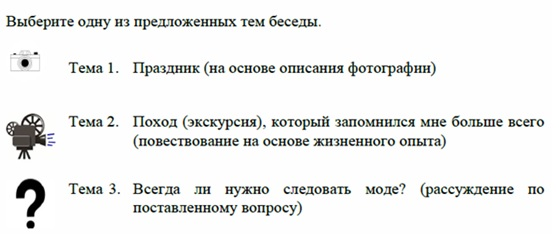 Выберите одну из предложенных тем беседы.
Тема 1. Праздник (на основе описания фотографии)
Тема 2. Поход (экскурсия), который запомнился мне больше всего
(повествование на основе жизненного опыта)
Тема 3. Всегда ли нужно следовать моде? (рассуждение по
поставленному вопросу)